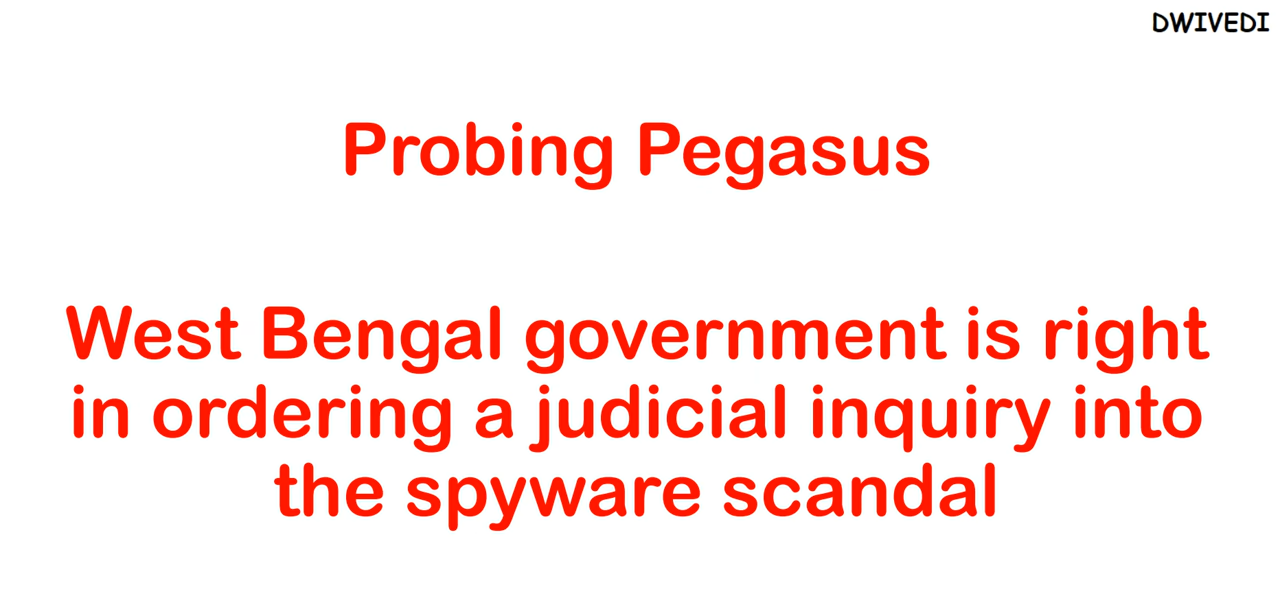 DWIVEDI
Probing Pegasus
West Bengal government is right
in ordering a judicial inquiry into
the spyware scandal